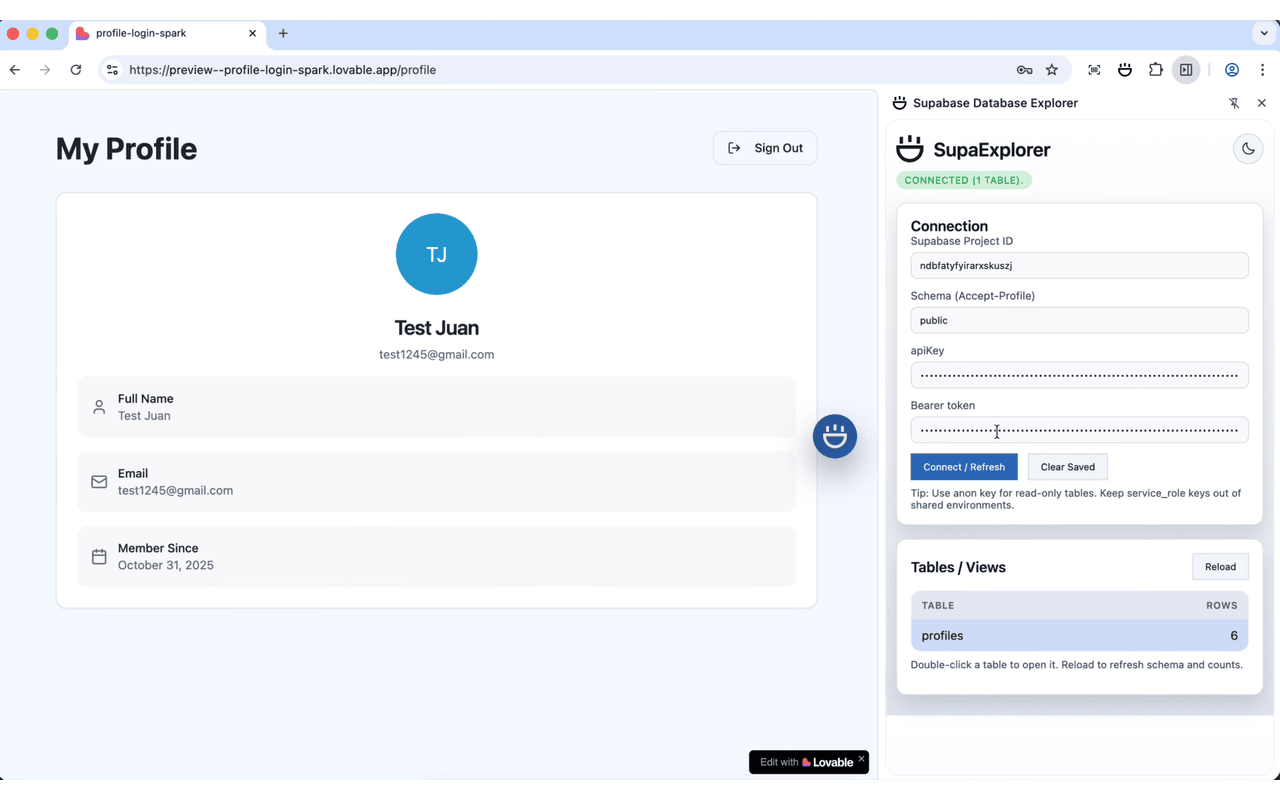 profile-login-spark
https://preview--profile-login-spark.lovable.app/profile
My Profile
Sign Out
TJ
Test Juan
test1245@gmail.com
Full Name
Test Juan
Email
test1245@gmail.com
Member Since
October 31, 2025
Edit with Lovable
Supabase Database Explorer
SupaExplorer
CONNECTED (1 TABLE).
Connection
Supabase Project ID
ndbfatyfyirarxskuszj
Schema (Accept-Profile)
public
apiKey
Bearer token
Connect / Refresh
Clear Saved
Tip: Use anon key for read-only tables. Keep service_role keys out of
shared environments.
Tables / Views
Reload
TABLE ROWS
profiles 6
Double-click a table to open it. Reload to refresh schema and counts.